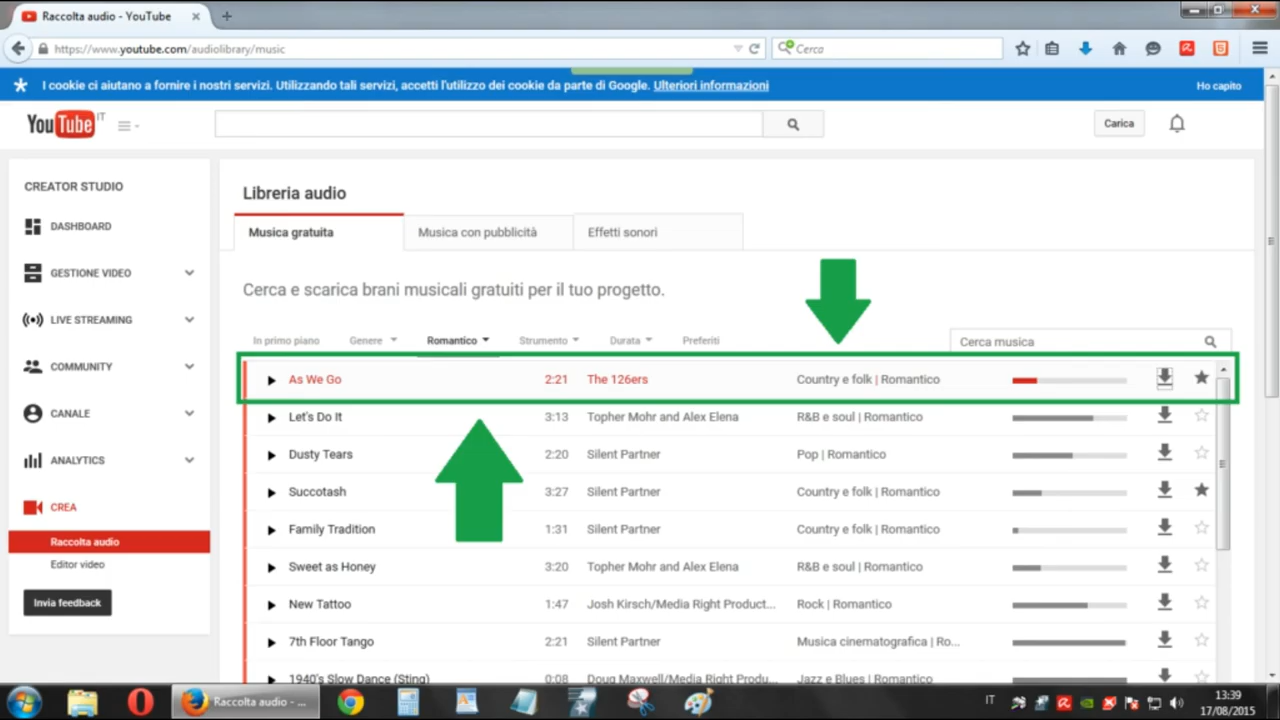 Raccolta audio - YouTube
https://www.youtube.com/audiolibrary/music
Cerca
I cookie ci aiutano a fornire i nostri servizi. Utilizzando tali servizi, accetti l'utilizzo dei cookie da parte di Google. Ulteriori informazioni
Ho capito
YouTube IT
Carica
CREATOR STUDIO
DASHBOARD
GESTIONE VIDEO
LIVE STREAMING
COMMUNITY
CANALE
ANALYTICS
CREA
Raccolta audio
Editor video
Invia feedback
Libreria audio
Musica gratuita Musica con pubblicità Effetti sonori
Cerca e scarica brani musicali gratuiti per il tuo progetto.
In primo piano Genere Romantico Strumento Durata Preferiti Cerca musica
As We Go 2:21 The 126ers Country e folk | Romantico
Let's Do It 3:13 Topher Mohr and Alex Elena R&B e soul | Romantico
Dusty Tears 2:20 Silent Partner Pop | Romantico
Succotash 3:27 Silent Partner Country e folk | Romantico
Family Tradition 1:31 Silent Partner Country e folk | Romantico
Sweet as Honey 3:20 Topher Mohr and Alex Elena R&B e soul | Romantico
New Tattoo 1:47 Josh Kirsch/Media Right Product... Rock | Romantico
7th Floor Tango 2:21 Silent Partner Musica cinematografica | Ro...
1940's Slow Dance (Sting) 0:08 Doug Maxwell/Media Right Produ... Jazz e Blues | Romantico
Raccolta audio - ...
IT
13:39
17/08/2015